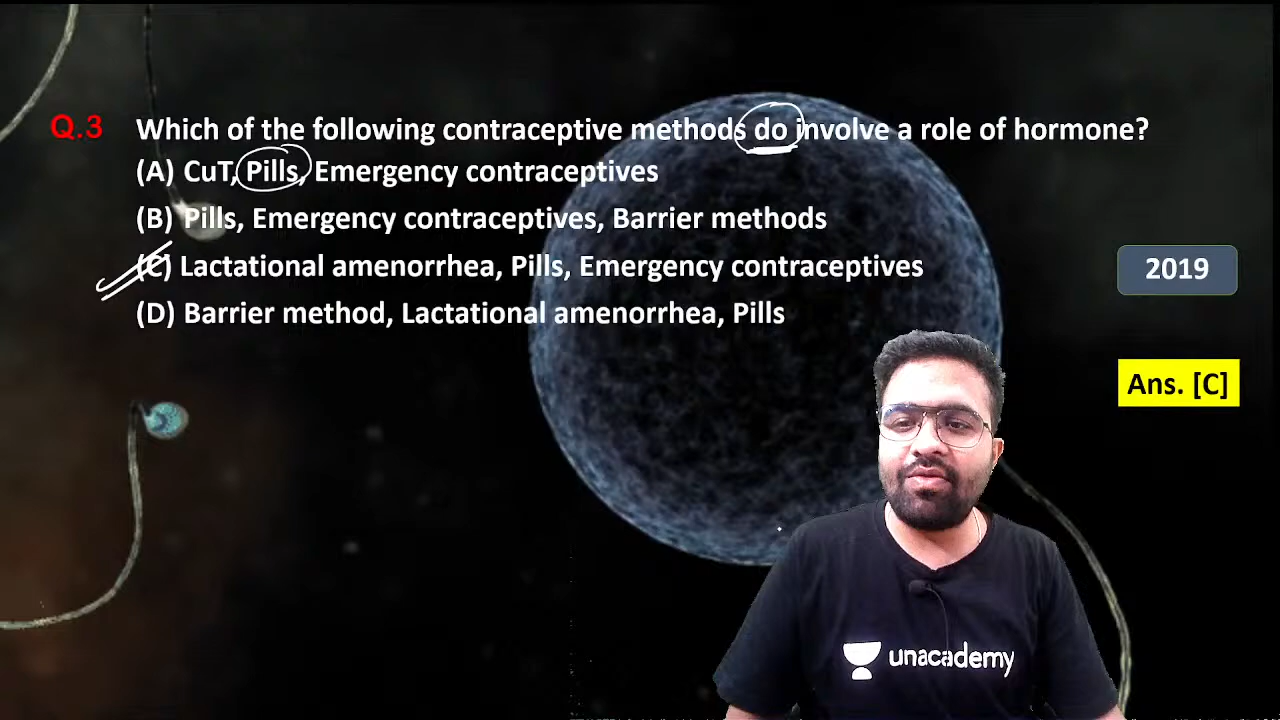 Q.3 Which of the following contraceptive methods do involve a role of hormone?
(A) CuT, Pills, Emergency contraceptives
(B) Pills, Emergency contraceptives, Barrier methods
(C) Lactational amenorrhea, Pills, Emergency contraceptives
(D) Barrier method, Lactational amenorrhea, Pills
2019
Ans. [C]
unacademy